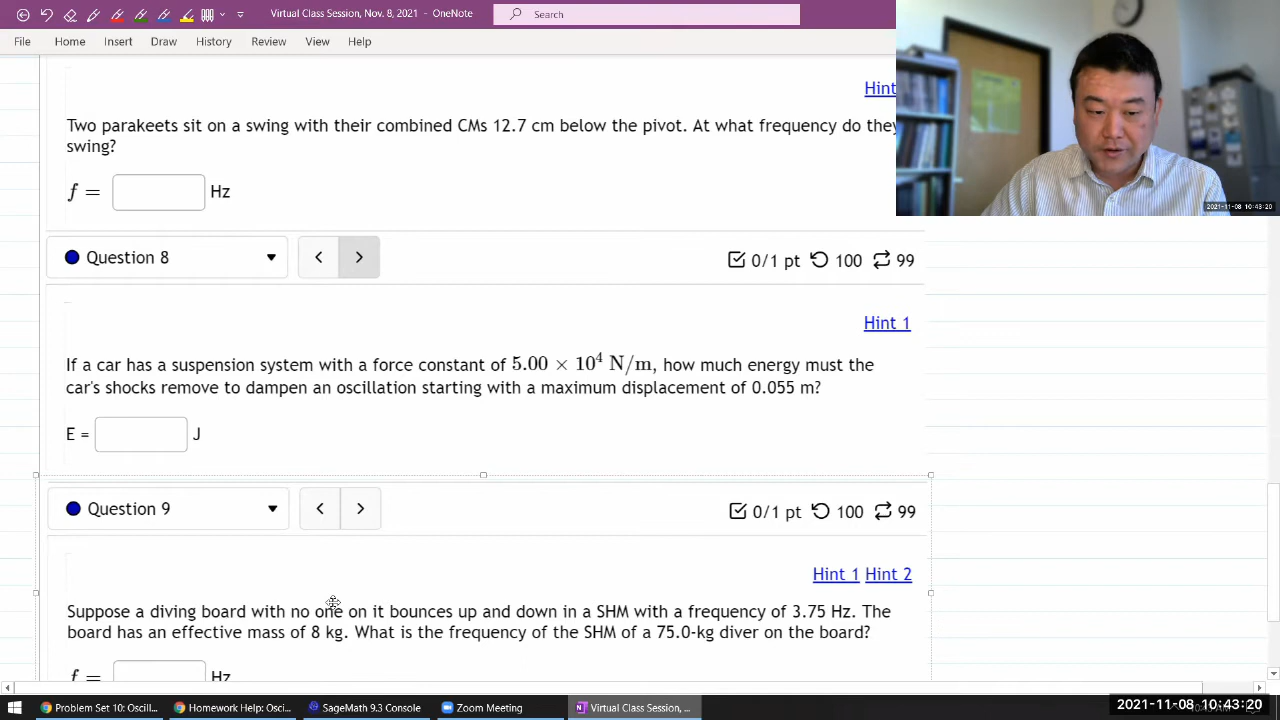 Virtual Class Session, Nov. 8, 2021 - OneNote
Search
File Home Insert Draw History Review View Help
2021-11-08 10:43:20
Hint
Two parakeets sit on a swing with their combined CMs 12.7 cm below the pivot. At what frequency do they
swing?
f = Hz
Question 8
0/1 pt 100 99
Hint 1
If a car has a suspension system with a force constant of 5.00 × 10⁴ N/m, how much energy must the
car's shocks remove to dampen an oscillation starting with a maximum displacement of 0.055 m?
E = J
Question 9
0/1 pt 100 99
Hint 1 Hint 2
Suppose a diving board with no one on it bounces up and down in a SHM with a frequency of 3.75 Hz. The
board has an effective mass of 8 kg. What is the frequency of the SHM of a 75.0-kg diver on the board?
f = Hz
Problem Set 10: Oscill... Homework Help: Osci... SageMath 9.3 Console Zoom Meeting Virtual Class Session, ...
2021-11-08 10:43:20